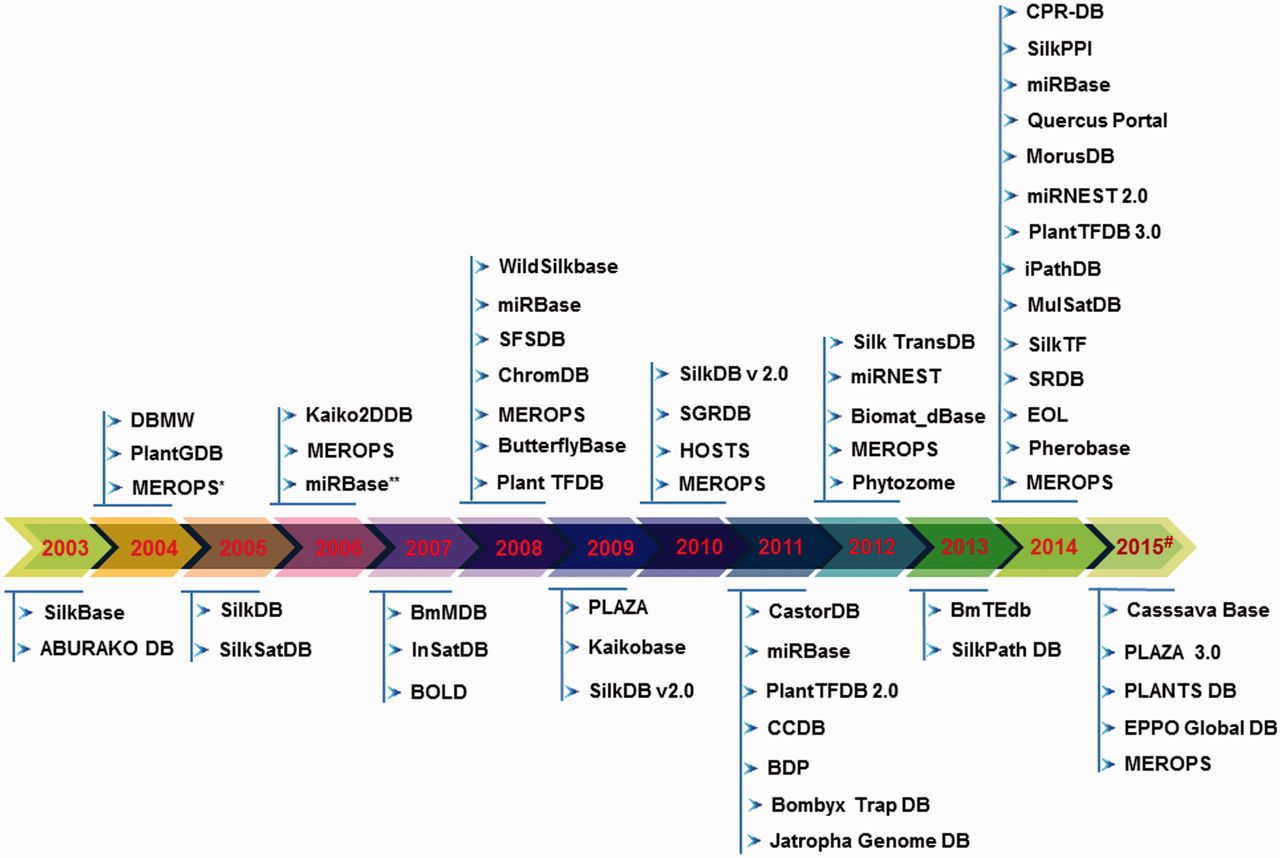 CPR-DB
SilkPPI
miRBase
Quercus Portal
MorusDB
miRNEST 2.0
PlantTFDB 3.0
iPathDB
MulSatDB
SilkTF
SRDB
EOL
Pherobase
MEROPS
WildSilkbase
miRBase
SFSDB
ChromDB
MEROPS
ButterflyBase
Plant TFDB
Silk TransDB
miRNEST
Biomat_dBase
MEROPS
Phytozome
SilkDB v 2.0
SGRDB
HOSTS
MEROPS
DBMW
PlantGDB
MEROPS*
Kaiko2DDB
MEROPS
miRBase**
2003 2004 2005 2006 2007 2008 2009 2010 2011 2012 2013 2014 2015#
SilkBase
ABURAKO DB
SilkDB
SilkSatDB
BmMDB
InSatDB
BOLD
PLAZA
Kaikobase
SilkDB v2.0
CastorDB
miRBase
PlantTFDB 2.0
CCDB
BDP
Bombyx Trap DB
Jatropha Genome DB
BmTEdb
SilkPath DB
Casssava Base
PLAZA 3.0
PLANTS DB
EPPO Global DB
MEROPS